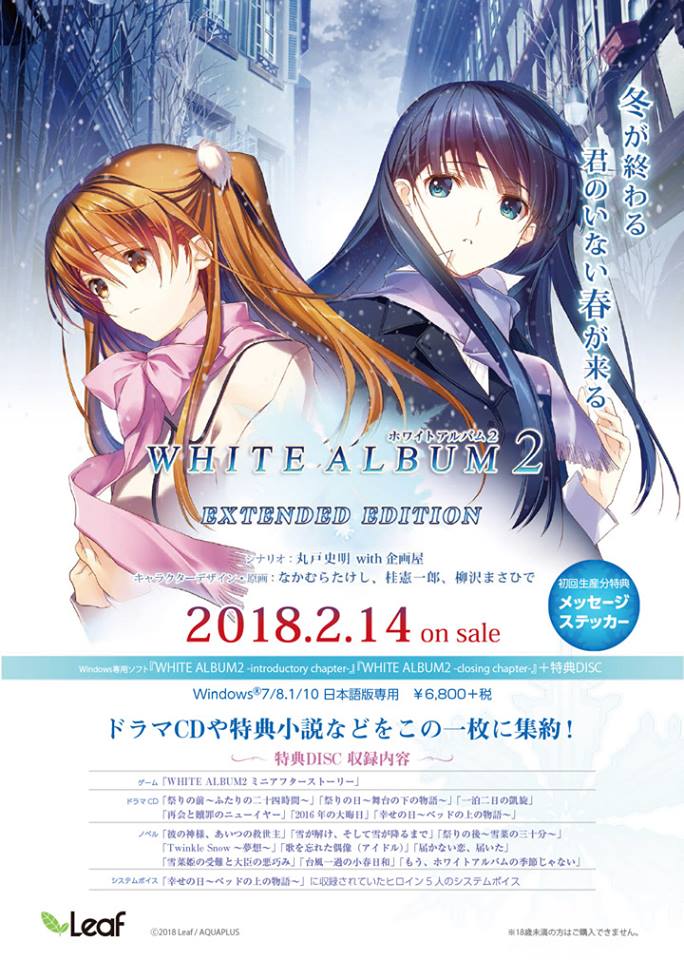 冬が終わる
君のいない春が来る
ホワイトアルバム2
WHITE ALBUM 2
EXTENDED EDITION
シナリオ:丸戸史明 with 企画屋
キャラクターデザイン・原画:なかむらたけし、桂憲一郎、柳沢まさひで
2018.2.14 on sale
初回生産分特典
メッセージ
ステッカー
Windows専用ソフト『WHITE ALBUM2 -introductory chapter-』『WHITE ALBUM2 -closing chapter-』+特典DISC
Windows®7/8.1/10 日本語版専用 ¥6,800+税
ドラマCDや特典小説などをこの一枚に集約!
特典DISC 収録内容
ゲーム「WHITE ALBUM2 ミニアフターストーリー」
ドラマCD「祭りの前~ふたりの二十四時間~」「祭りの日~舞台の下の物語~」「一泊二日の凱旋」
「再会と贖罪のニューイヤー」「2016年の大晦日」「幸せの日~ベッドの上の物語~」
ノベル「彼の神様、あいつの救世主」「雪が解け、そして雪が降るまで」「祭りの後~雪菜の三十分~」
「Twinkle Snow ~夢想~」「歌を忘れた偶像(アイドル)」「届かない恋、届いた」
「雪菜姫の受難と大臣の悪巧み」「台風一過の小春日和」「もう、ホワイトアルバムの季節じゃない」
システムボイス「幸せの日~ベッドの上の物語~」に収録されていたヒロイン5人のシステムボイス
Leaf
©2018 Leaf / AQUAPLUS
※18歳未満の方はご購入できません。